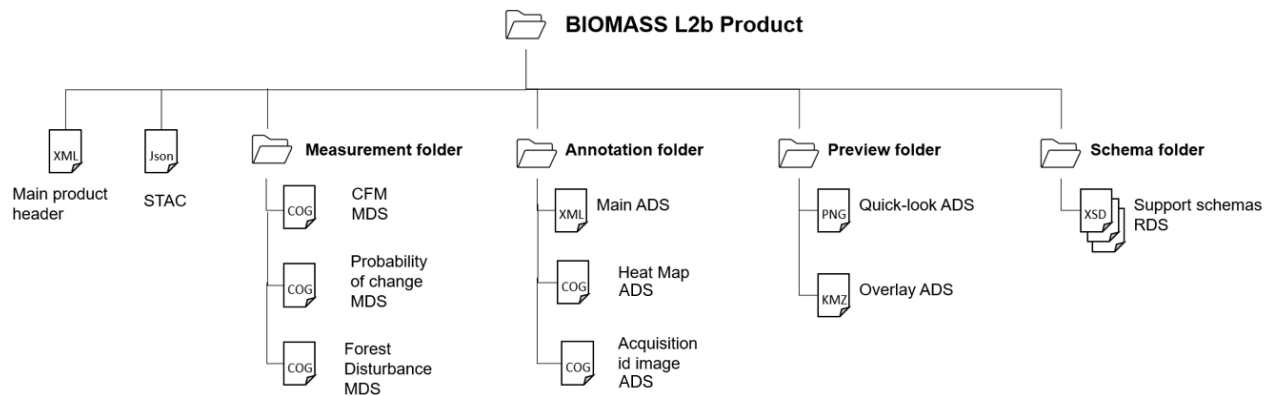 BIOMASS L2b Product
XML
Main product
header
Json
STAC
Measurement folder
COG
CFM
MDS
COG
Probability
of change
MDS
COG
Forest
Disturbance
MDS
Annotation folder
XML
Main ADS
COG
Heat Map
ADS
COG
Acquisition
id image
ADS
Preview folder
PNG
Quick-look ADS
KMZ
Overlay ADS
Schema folder
XSD
Support schemas
RDS